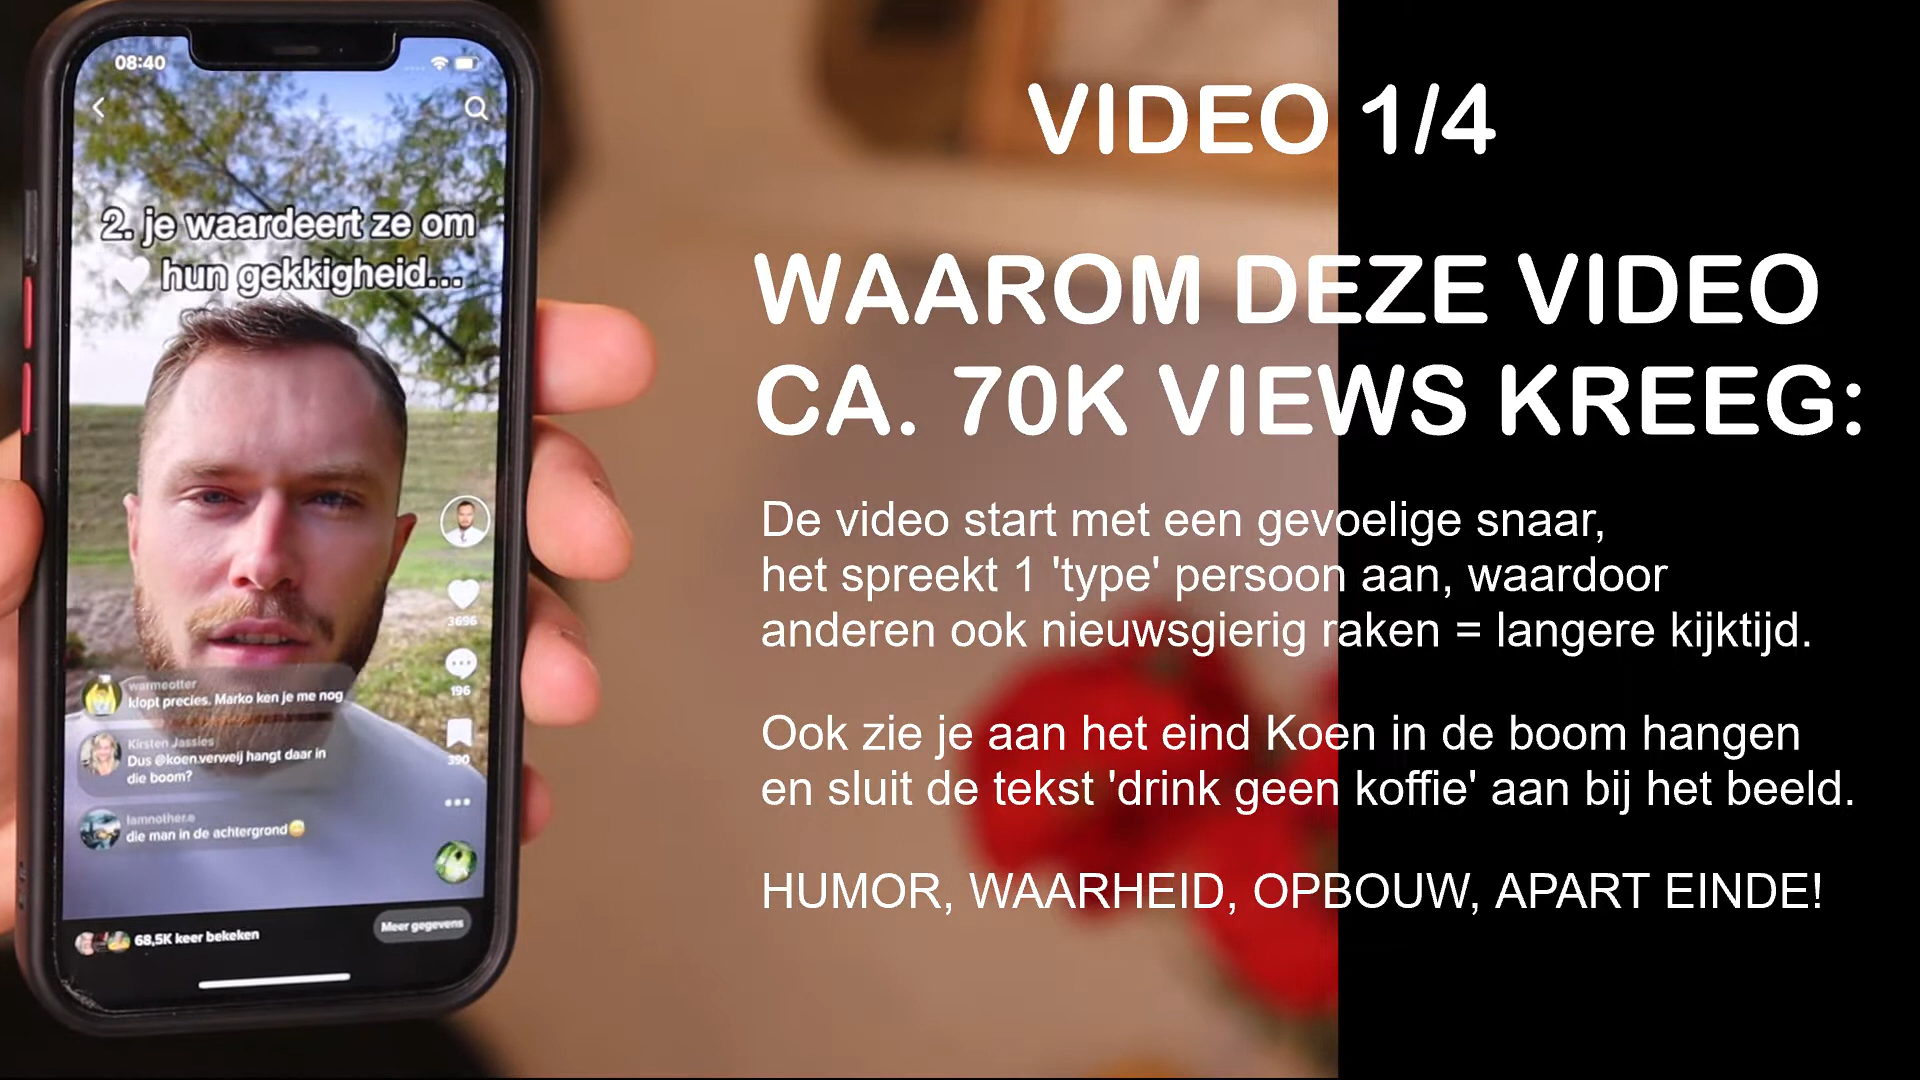 08:40
2. je waardeert ze om
hun gekkigheid...
3696
196
390
warmeotter
klopt precies. Marko ken je me nog
Kirsten Jassies
Dus @koen.verweij hangt daar in
die boom?
Iamnother.e
die man in de achtergrond😅
68,5K keer bekeken
Meer gegevens
VIDEO 1/4
WAAROM DEZE VIDEO
CA. 70K VIEWS KREEG:
De video start met een gevoelige snaar,
het spreekt 1 'type' persoon aan, waardoor
anderen ook nieuwsgierig raken = langere kijktijd.
Ook zie je aan het eind Koen in de boom hangen
en sluit de tekst 'drink geen koffie' aan bij het beeld.
HUMOR, WAARHEID, OPBOUW, APART EINDE!